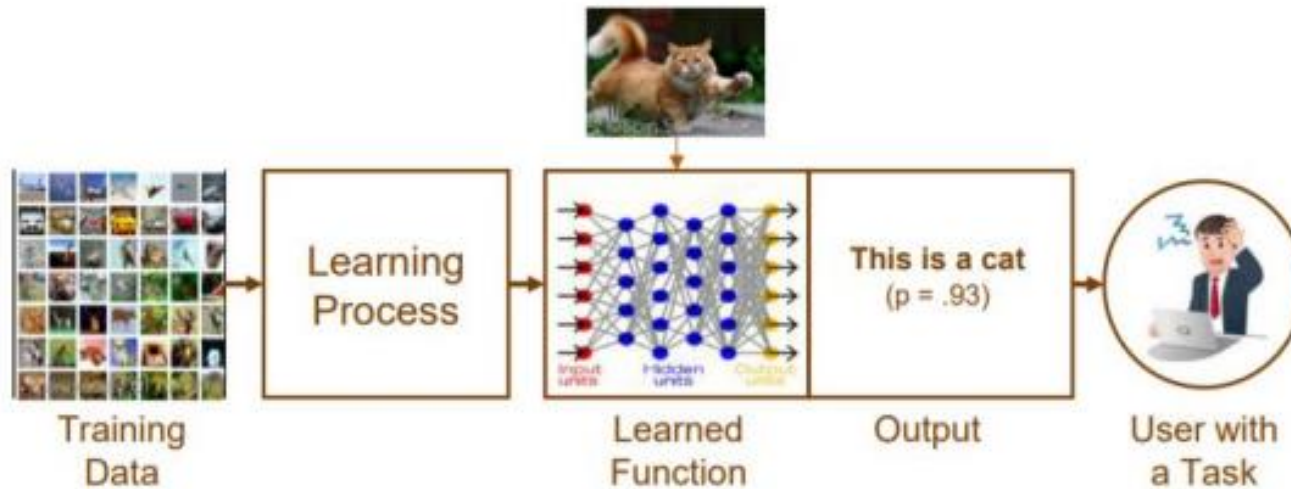 Learning
Process
Input
units
Hidden
units
Output
units
This is a cat
(p = .93)
Training
Data
Learned
Function
Output
User with
a Task